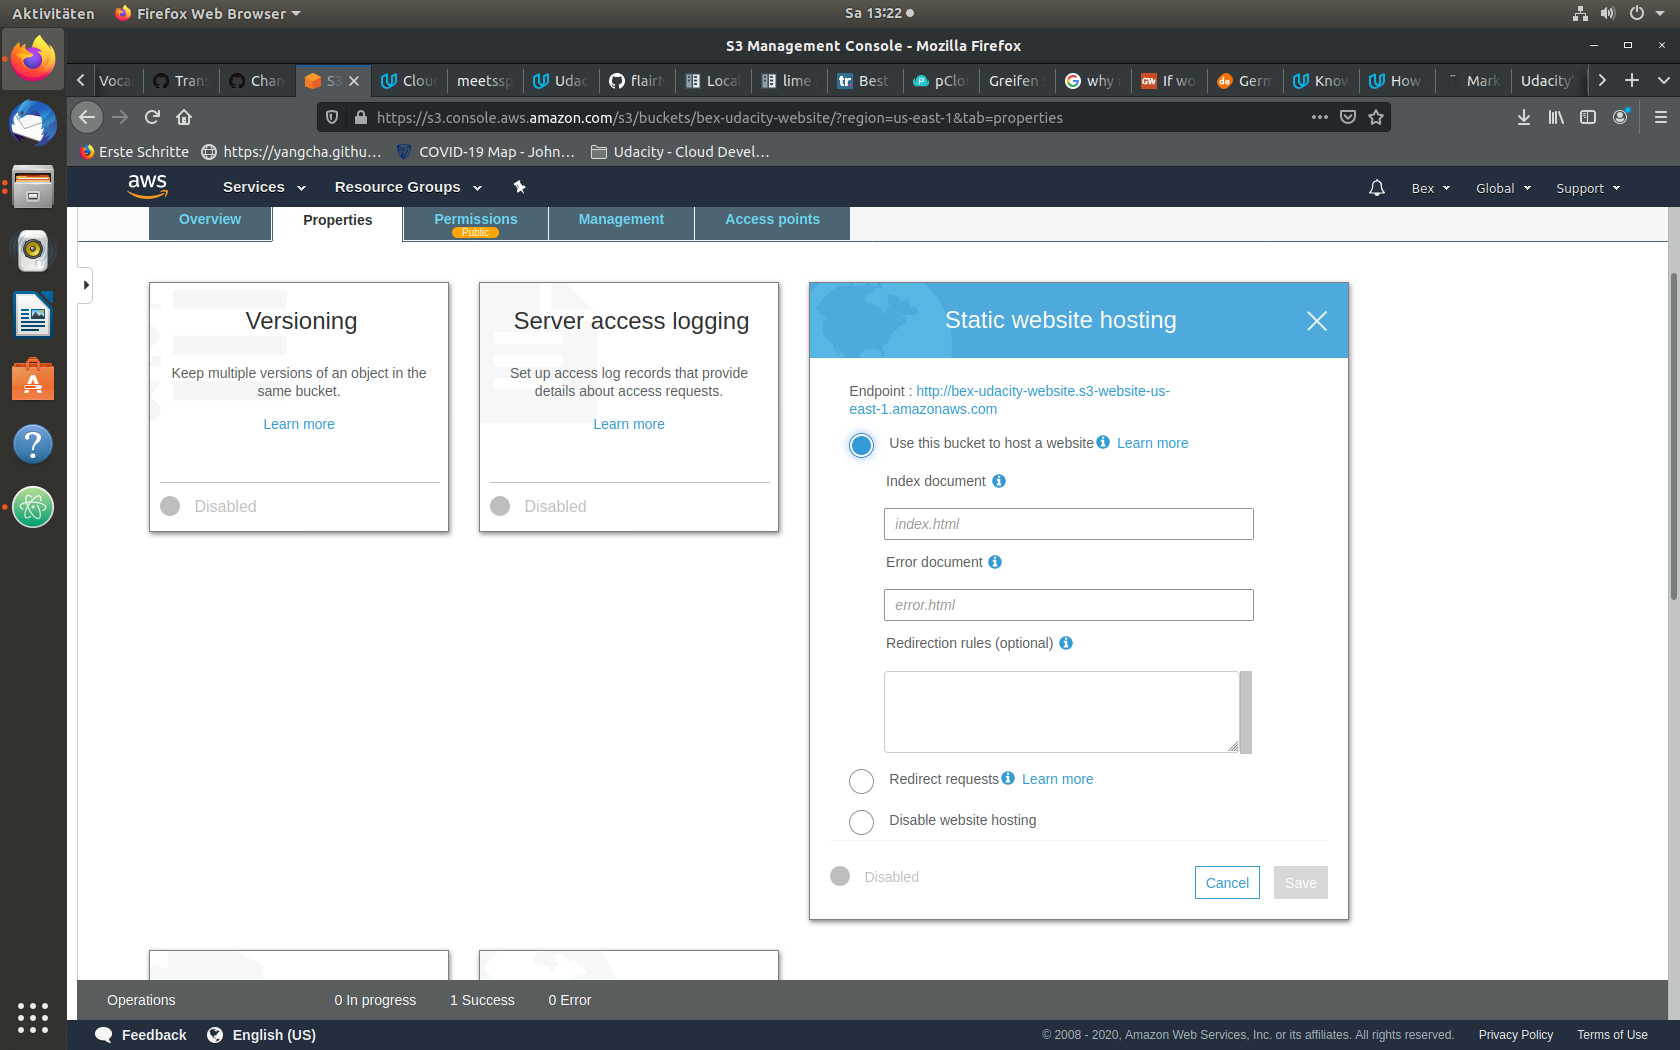 Aktivitäten Firefox Web Browser Sa 13:22
S3 Management Console - Mozilla Firefox
Voca Trans Chan S3 Clou meetssp Udac flairN Local lime Best pClou Greifen why If wo Germ Know How Mark Udacity'
https://s3.console.aws.amazon.com/s3/buckets/bex-udacity-website/?region=us-east-1&tab=properties
Erste Schritte https://yangcha.githu… COVID-19 Map - John… Udacity - Cloud Devel…
aws Services Resource Groups Bex Global Support
Overview Properties Permissions Management Access points
Public
Versioning
Keep multiple versions of an object in the
same bucket.
Learn more
Disabled
Server access logging
Set up access log records that provide
details about access requests.
Learn more
Disabled
Static website hosting
Endpoint : http://bex-udacity-website.s3-website-us-
east-1.amazonaws.com
Use this bucket to host a website Learn more
Index document
index.html
Error document
error.html
Redirection rules (optional)
Redirect requests Learn more
Disable website hosting
Disabled Cancel Save
Operations 0 In progress 1 Success 0 Error
Feedback English (US) © 2008 - 2020, Amazon Web Services, Inc. or its affiliates. All rights reserved. Privacy Policy Terms of Use